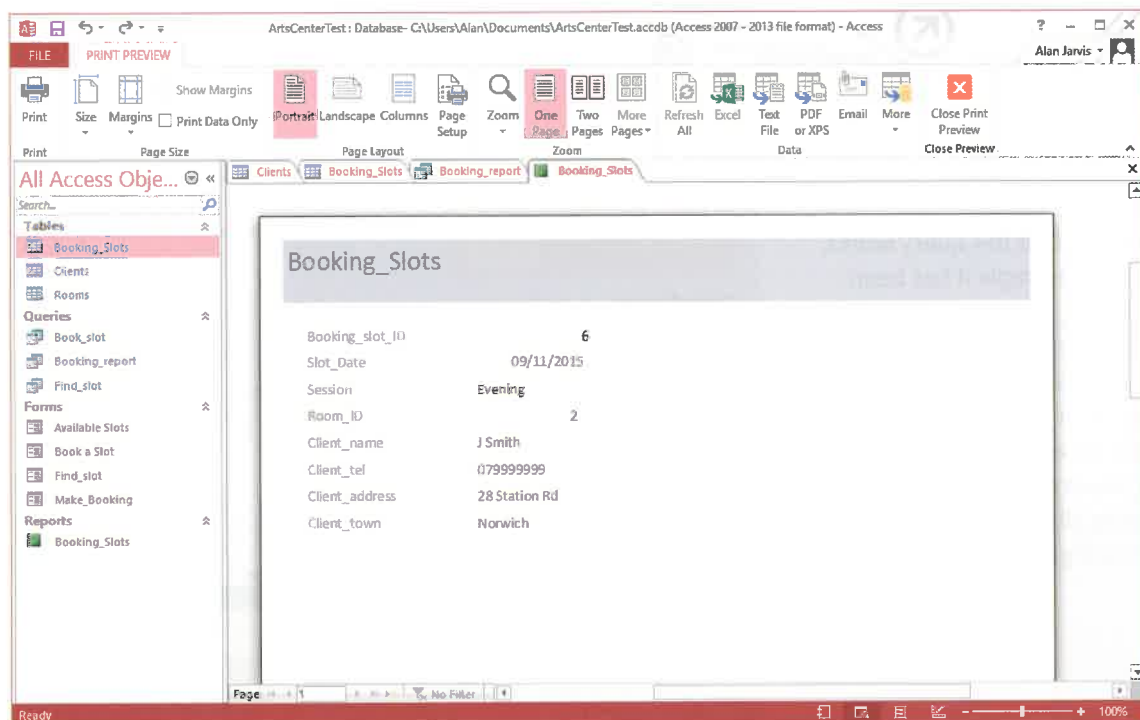 ArtsCenterTest : Database- C:\Users\Alan\Documents\ArtsCenterTest.accdb (Access 2007 - 2013 file format) - Access
?
FILE PRINT PREVIEW
Alan Jarvis
Print Size Margins Show Margins Print Data Only Portrait Landscape Columns Page Setup Zoom One Page Two Pages More Pages Refresh All Excel Text File PDF or XPS Email More Close Print Preview
Print Page Size Page Layout Zoom Data Close Preview
All Access Obje... «
Clients Booking_Slots Booking_report Booking_Slots
Search...
Tables
Booking_Slots
Clients
Rooms
Queries
Book_slot
Booking_report
Find_slot
Forms
Available Slots
Book a Slot
Find_slot
Make_Booking
Reports
Booking_Slots
Booking_Slots
Booking_slot_ID 6
Slot_Date 09/11/2015
Session Evening
Room_ID 2
Client_name J Smith
Client_tel 079999999
Client_address 28 Station Rd
Client_town Norwich
Page 1 No Filter
Ready 100%